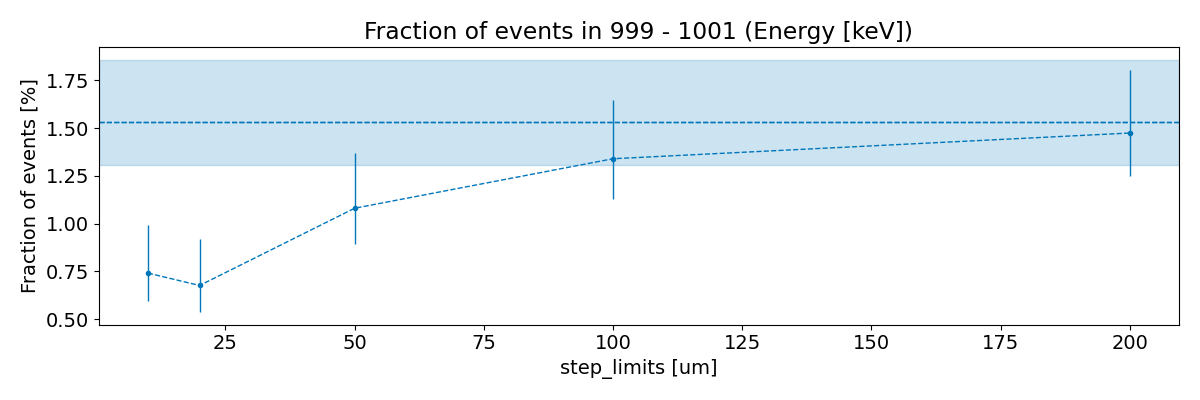 Fraction of events in 999 - 1001 (Energy [keV])
Fraction of events [%]
1.75
1.50
1.25
1.00
0.75
0.50
25 50 75 100 125 150 175 200
step_limits [um]